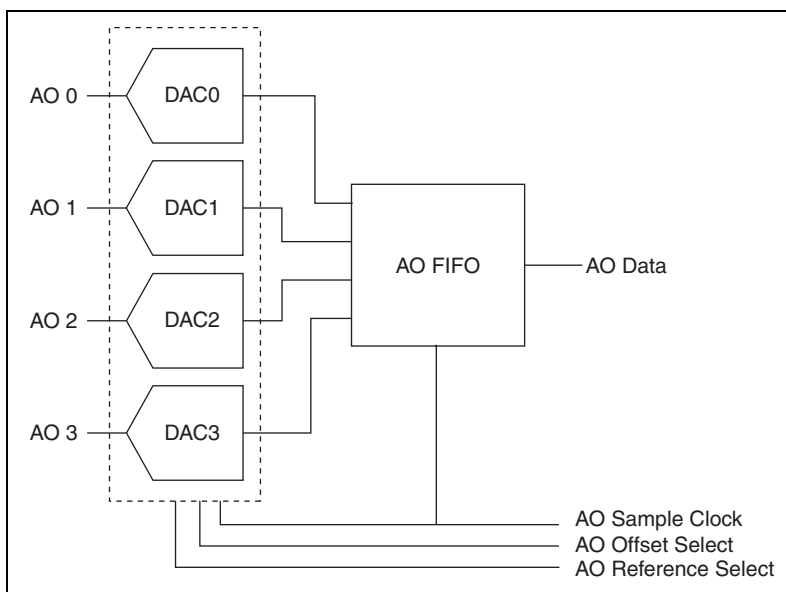 AO 0
DAC0
AO 1
DAC1
AO FIFO
AO Data
AO 2
DAC2
AO 3
DAC3
AO Sample Clock
AO Offset Select
AO Reference Select